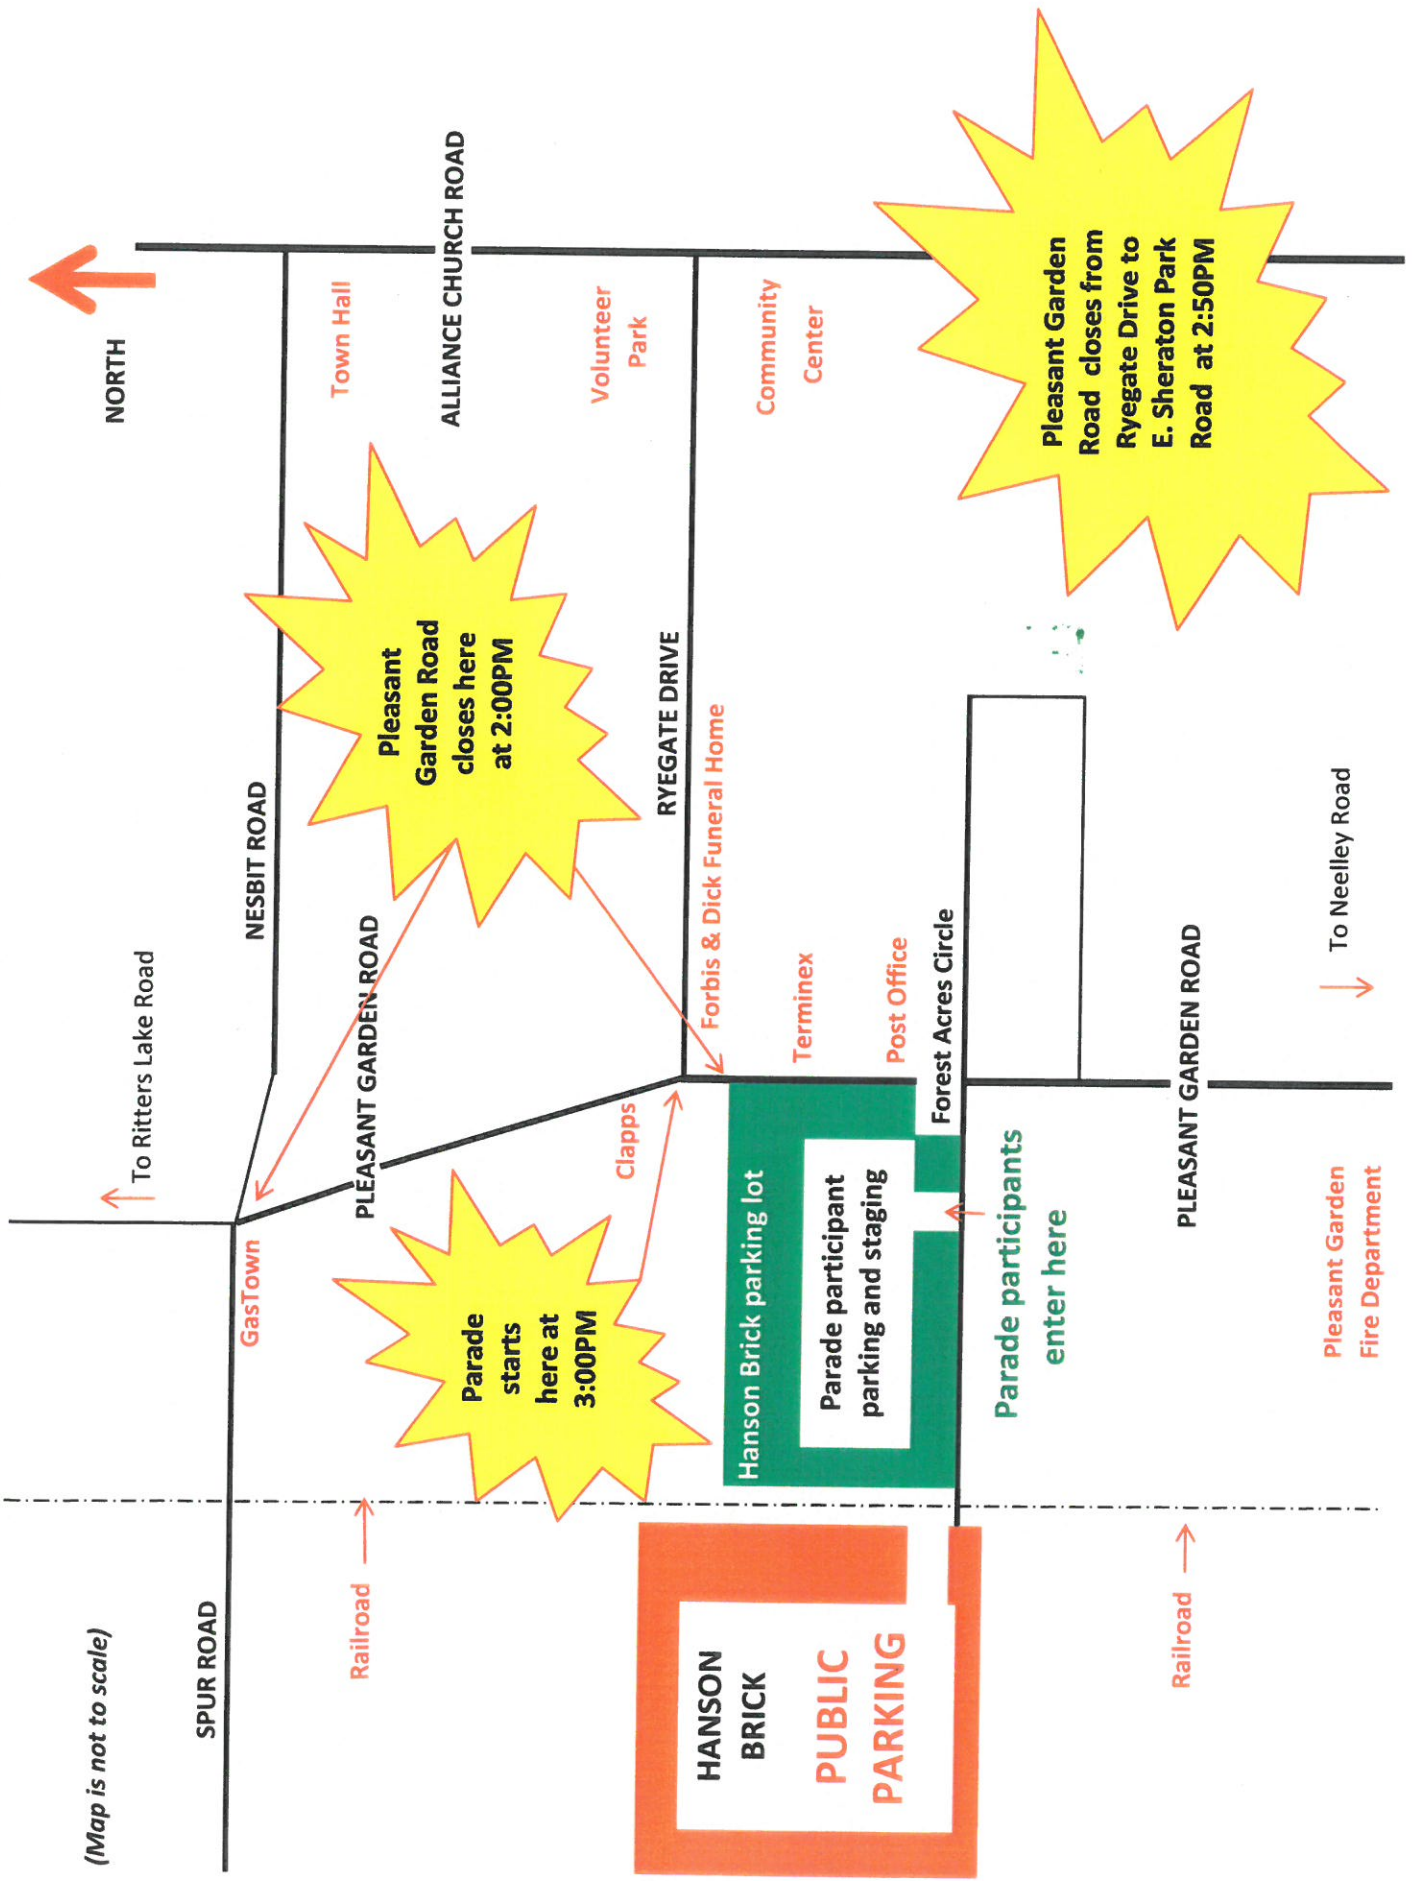 (Map is not to scale)
NORTH
To Ritters Lake Road
SPUR ROAD
NESBIT ROAD
GasTown
Town Hall
PLEASANT GARDEN ROAD
ALLIANCE CHURCH ROAD
Pleasant
Garden Road
closes here
at 2:00PM
Railroad
Parade
starts
here at
3:00PM
Clapps
Volunteer
Park
RYEGATE DRIVE
Forbis & Dick Funeral Home
Community
Center
HANSON
BRICK
PUBLIC
PARKING
Hanson Brick parking lot
Parade participant
parking and staging
Terminex
Post Office
Forest Acres Circle
Parade participants
enter here
Pleasant Garden
Road closes from
Ryegate Drive to
E. Sheraton Park
Road at 2:50PM
Railroad
PLEASANT GARDEN ROAD
Pleasant Garden
Fire Department
To Neelley Road